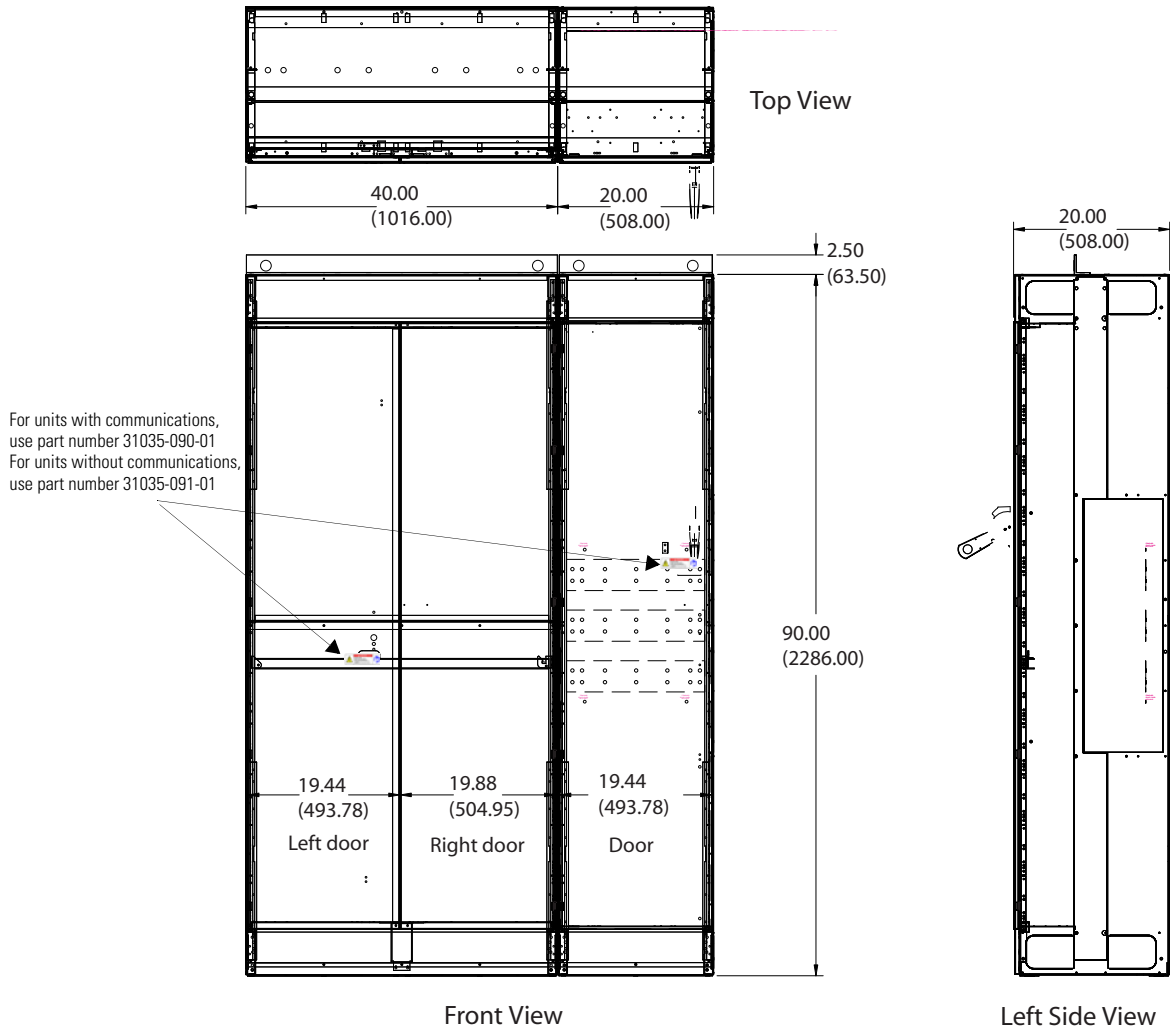 Top View
40.00
(1016.00)
20.00
(508.00)
20.00
(508.00)
2.50
(63.50)
For units with communications,
use part number 31035-090-01
For units without communications,
use part number 31035-091-01
90.00
(2286.00)
19.44
(493.78)
Left door
19.88
(504.95)
Right door
19.44
(493.78)
Door
Front View
Left Side View